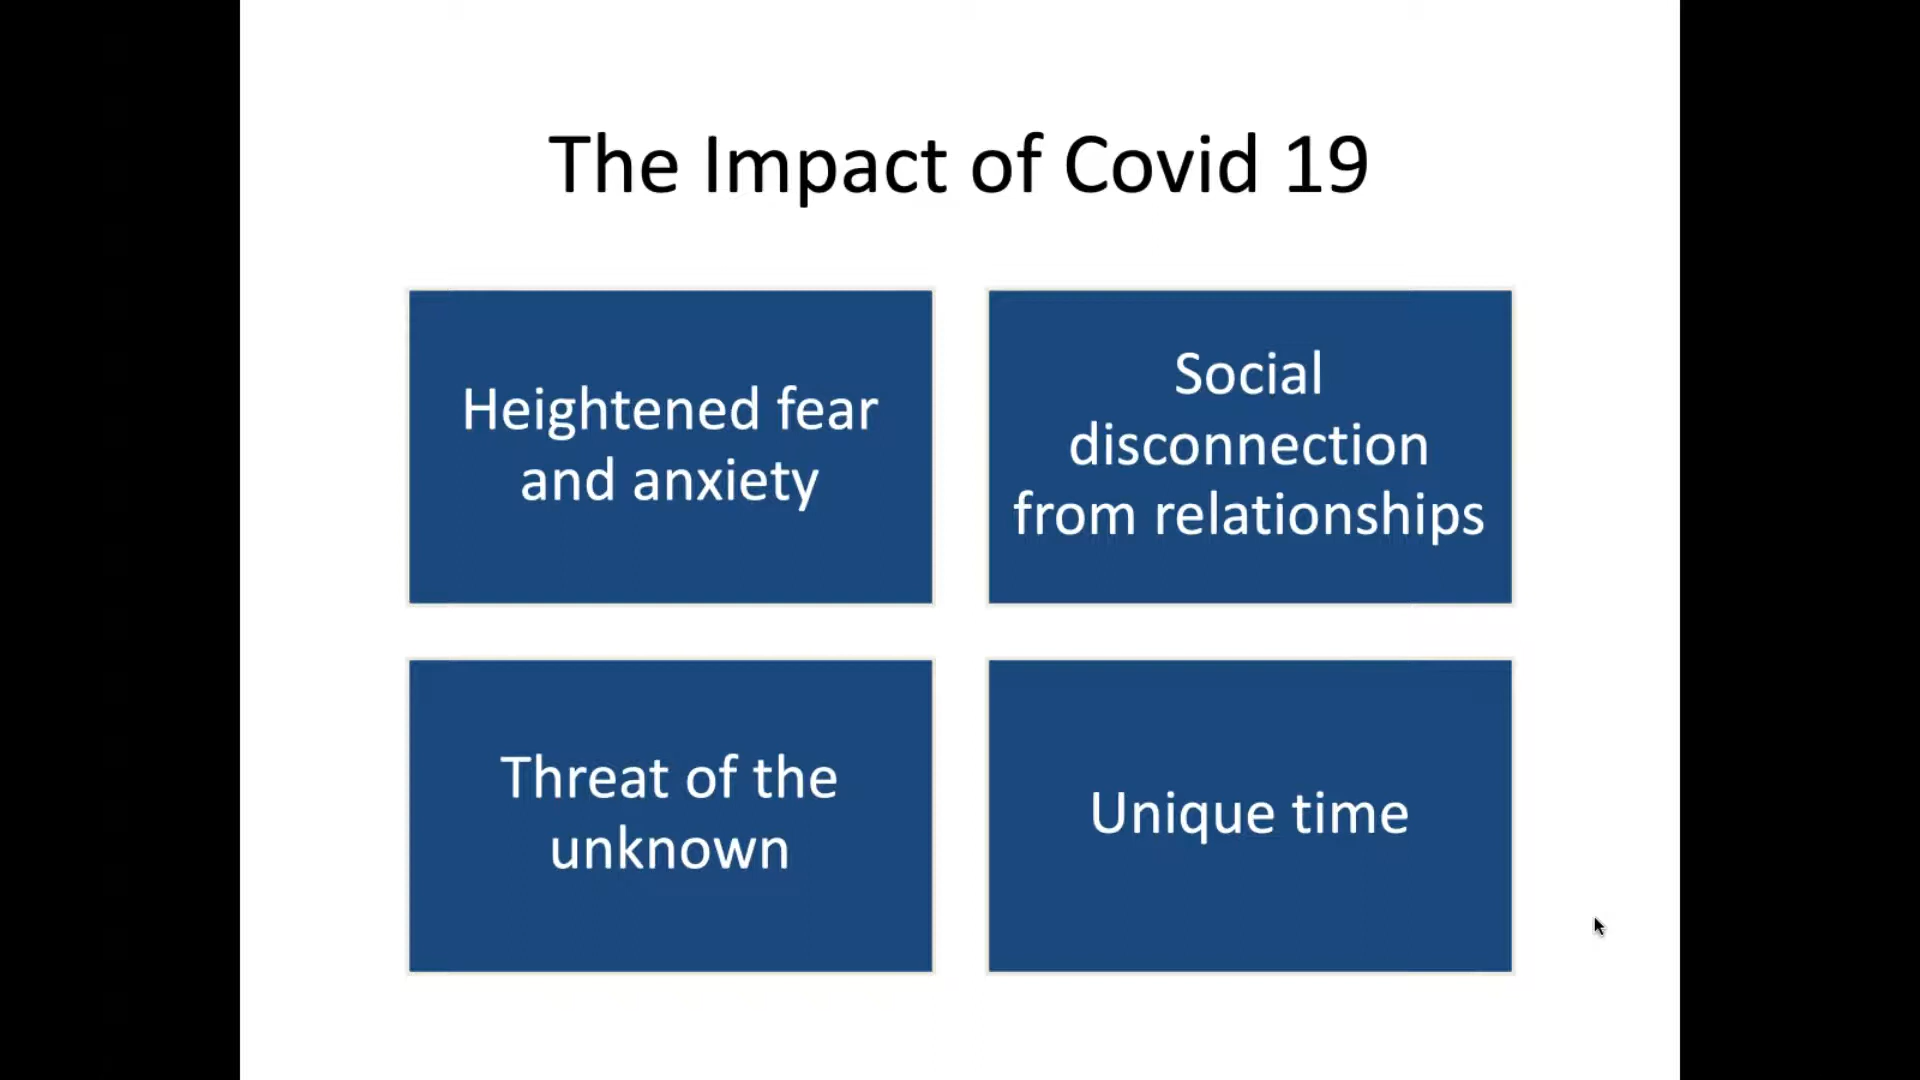 The Impact of Covid 19
Heightened fear
and anxiety
Social
disconnection
from relationships
Threat of the
unknown
Unique time